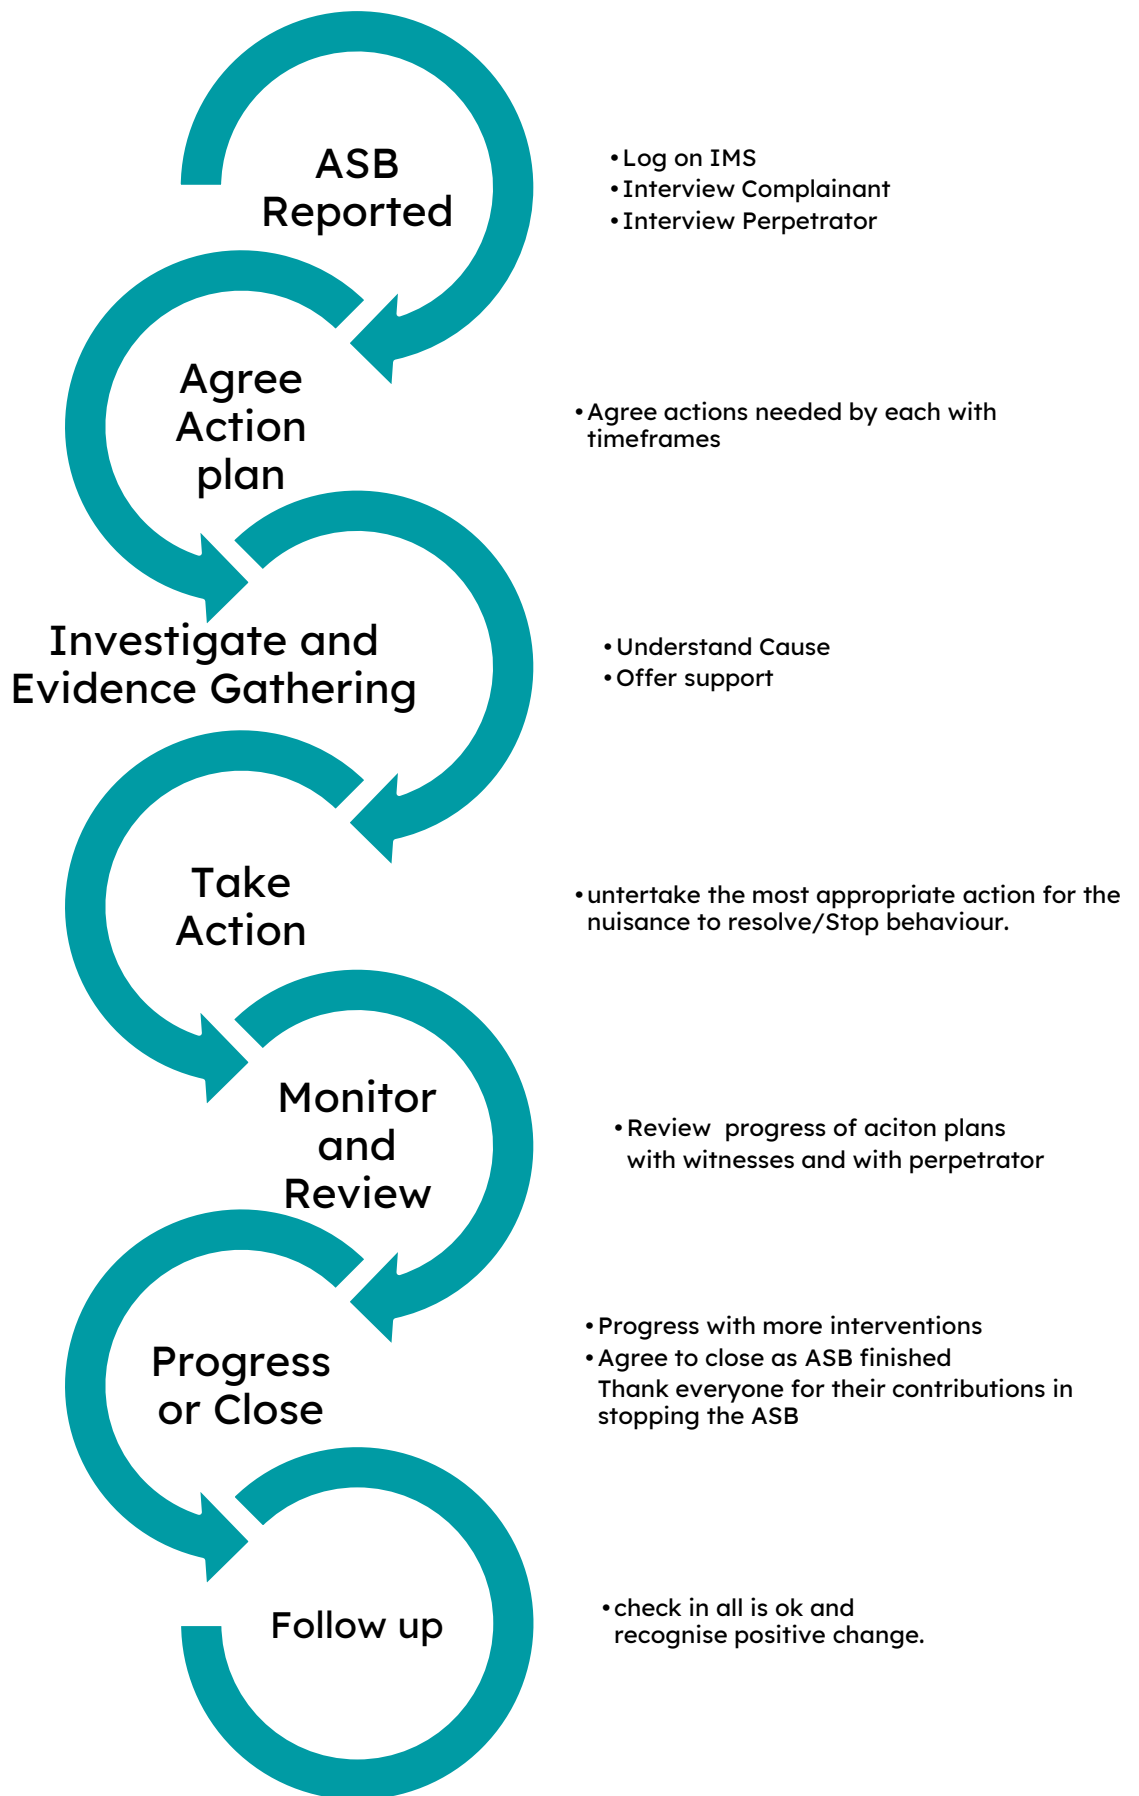 ASB
Reported
• Log on IMS
• Interview Complainant
• Interview Perpetrator
Agree
Action
plan
• Agree actions needed by each with
timeframes
Investigate and
Evidence Gathering
• Understand Cause
• Offer support
Take
Action
• untertake the most appropriate action for the
nuisance to resolve/Stop behaviour.
Monitor
and
Review
• Review progress of aciton plans
with witnesses and with perpetrator
Progress
or Close
• Progress with more interventions
• Agree to close as ASB finished
Thank everyone for their contributions in
stopping the ASB
Follow up
• check in all is ok and
recognise positive change.